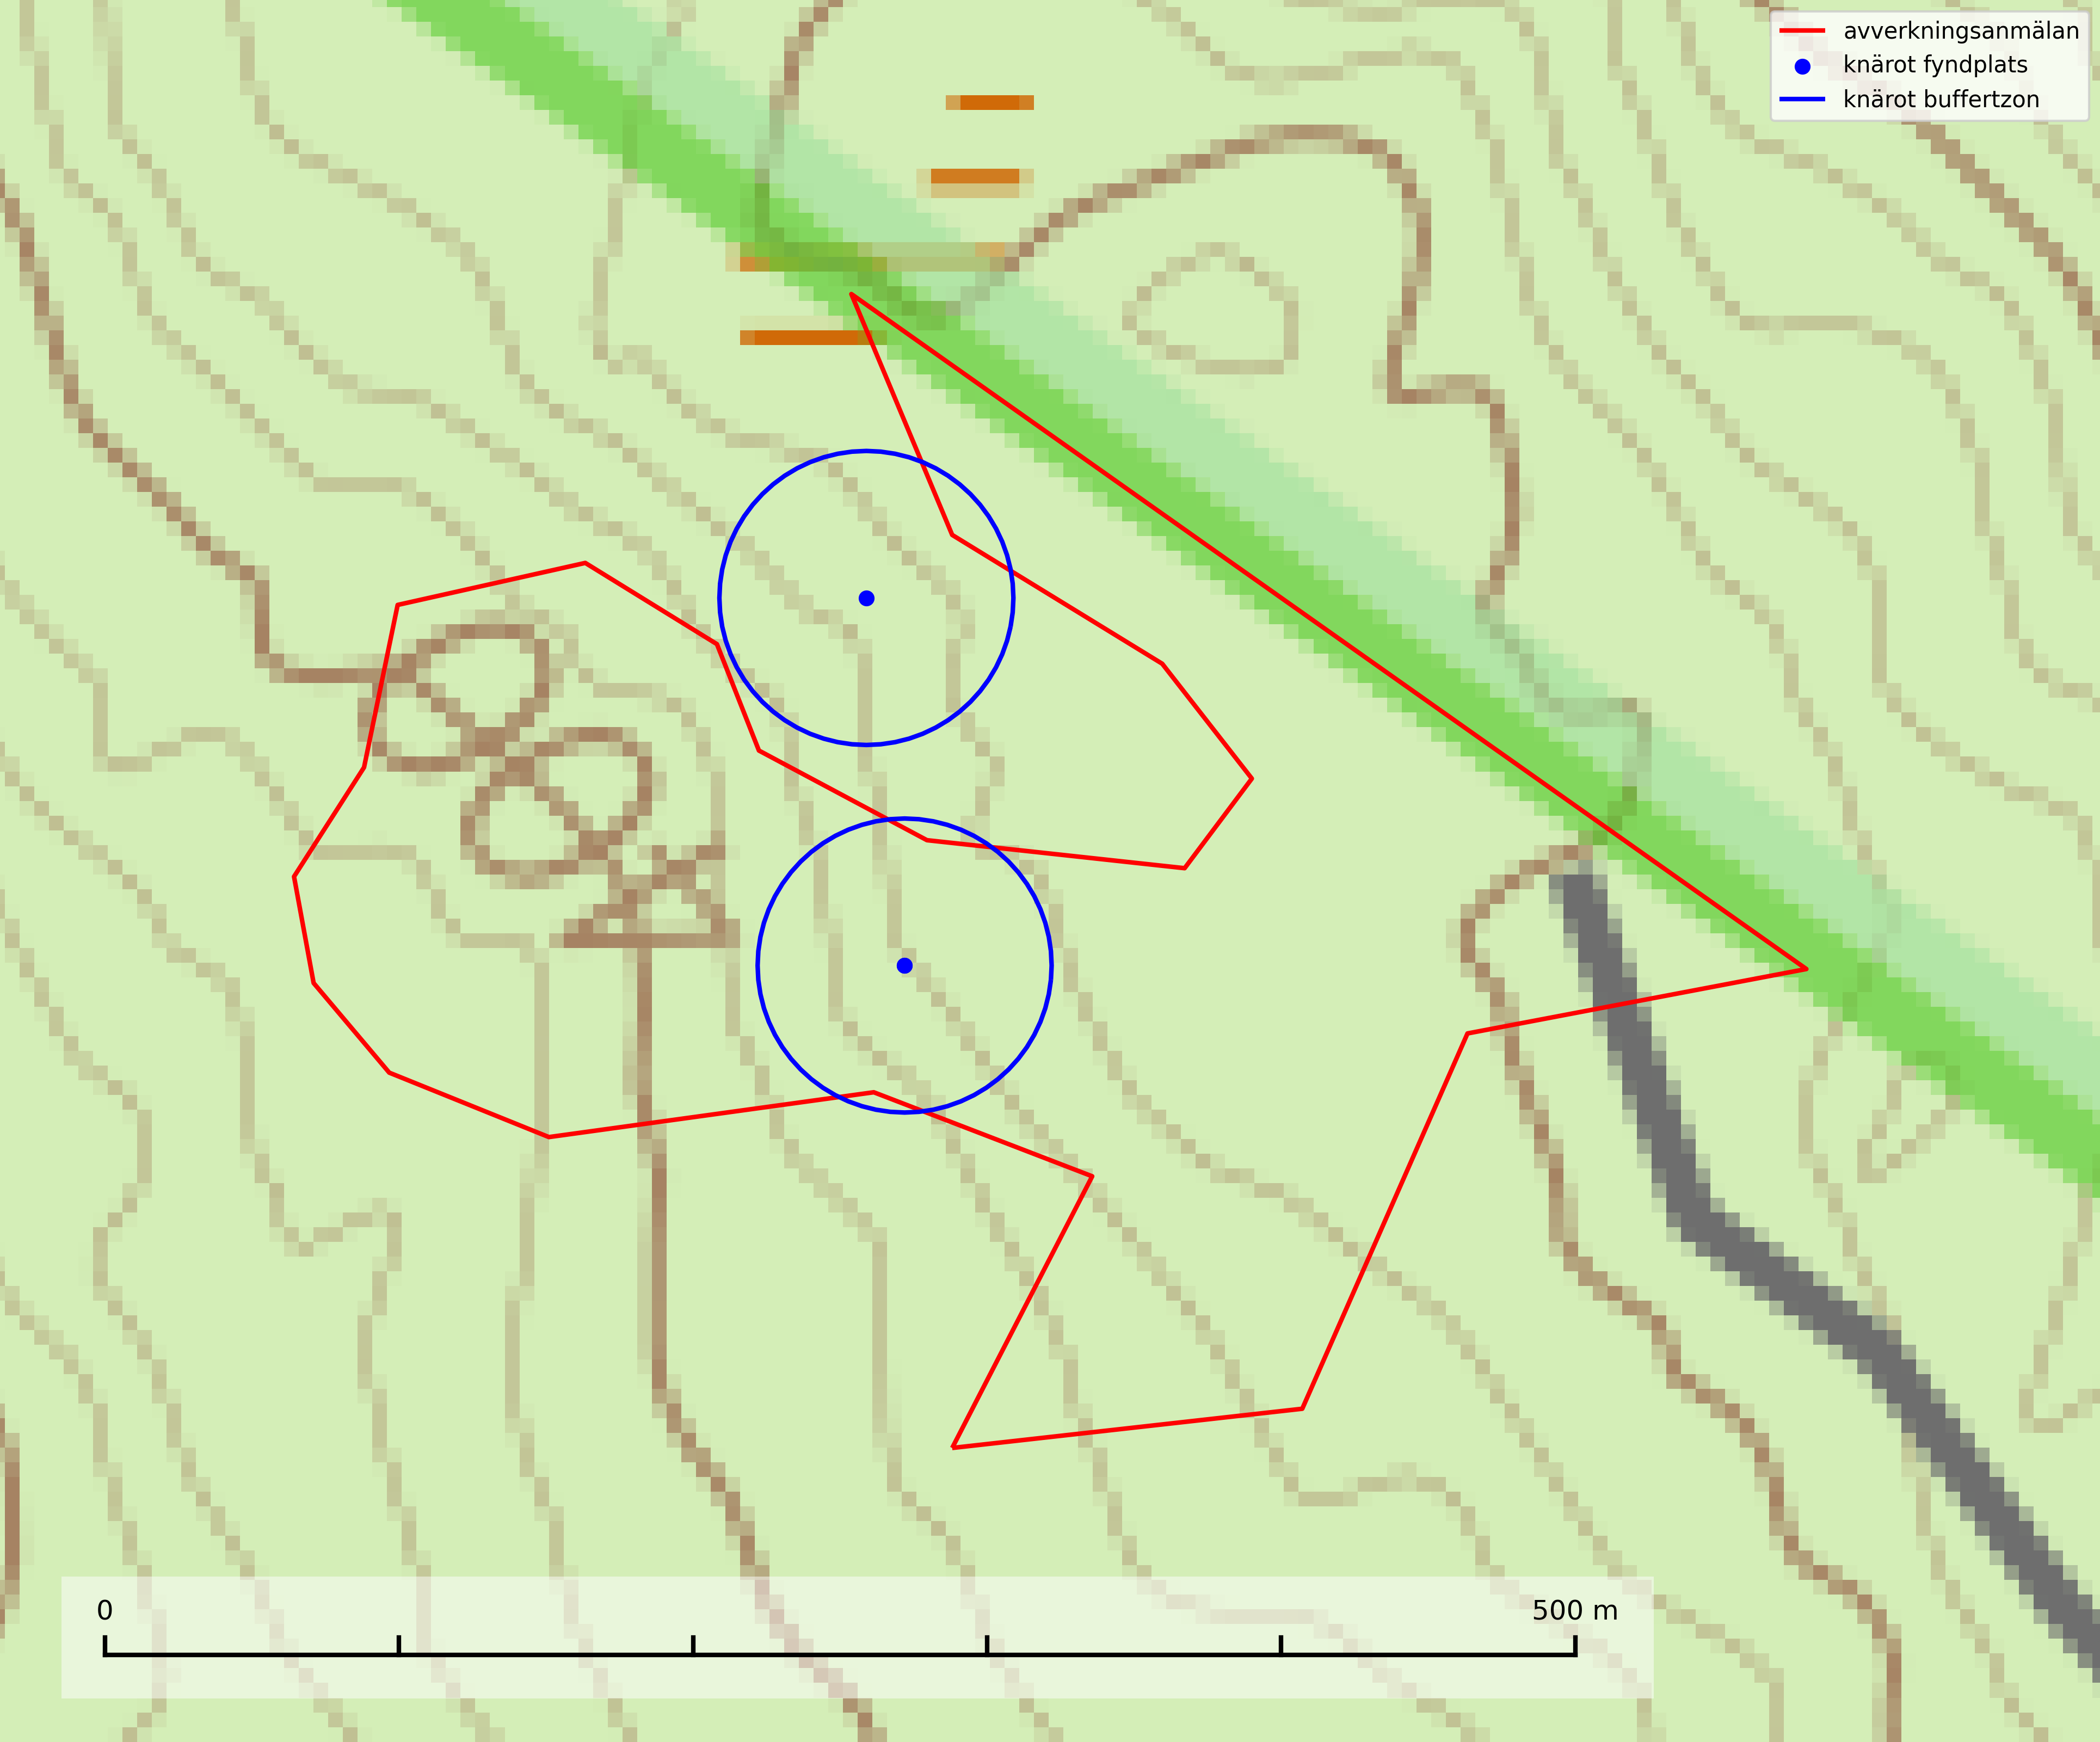 avverkningsanmälan
knärot fyndplats
knärot buffertzon
0
500 m